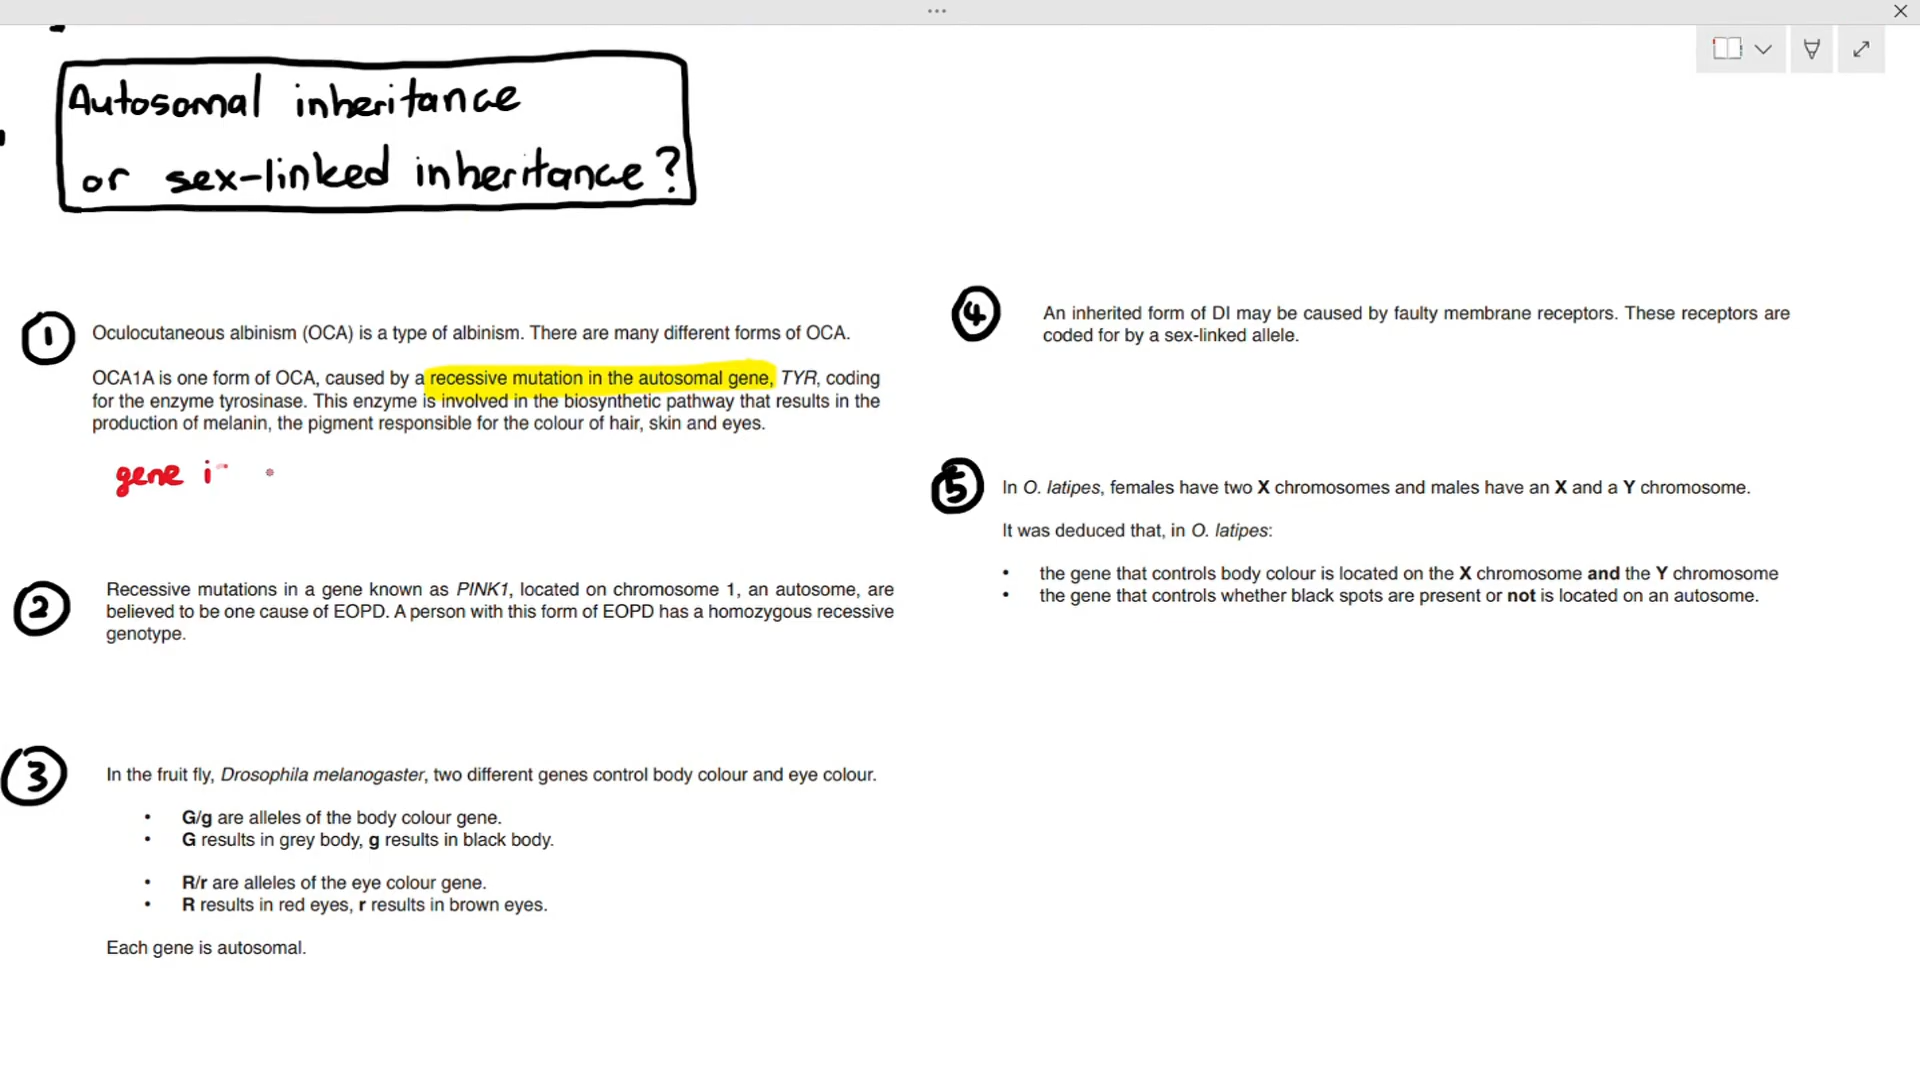 Autosomal inheritance
or sex-linked inheritance?
1
Oculocutaneous albinism (OCA) is a type of albinism. There are many different forms of OCA.
OCA1A is one form of OCA, caused by a recessive mutation in the autosomal gene, TYR, coding
for the enzyme tyrosinase. This enzyme is involved in the biosynthetic pathway that results in the
production of melanin, the pigment responsible for the colour of hair, skin and eyes.
gene i
2
Recessive mutations in a gene known as PINK1, located on chromosome 1, an autosome, are
believed to be one cause of EOPD. A person with this form of EOPD has a homozygous recessive
genotype.
3
In the fruit fly, Drosophila melanogaster, two different genes control body colour and eye colour.
• G/g are alleles of the body colour gene.
• G results in grey body, g results in black body.
• R/r are alleles of the eye colour gene.
• R results in red eyes, r results in brown eyes.
Each gene is autosomal.
4
An inherited form of DI may be caused by faulty membrane receptors. These receptors are
coded for by a sex-linked allele.
5
In O. latipes, females have two X chromosomes and males have an X and a Y chromosome.
It was deduced that, in O. latipes:
• the gene that controls body colour is located on the X chromosome and the Y chromosome
• the gene that controls whether black spots are present or not is located on an autosome.